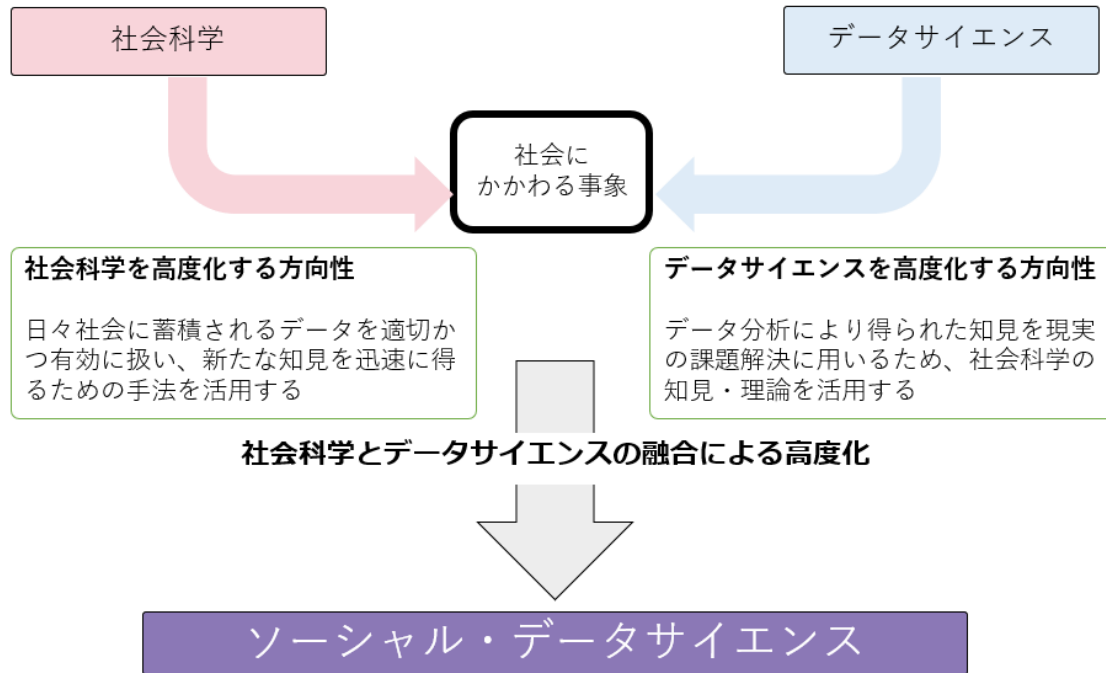 社会科学
データサイエンス
社会に
かかわる事象
社会科学を高度化する方向性
日々社会に蓄積されるデータを適切か
つ有効に扱い、新たな知見を迅速に得
るための手法を活用する
データサイエンスを高度化する方向性
データ分析により得られた知見を現実
の課題解決に用いるため、社会科学の
知見・理論を活用する
社会科学とデータサイエンスの融合による高度化
ソーシャル・データサイエンス